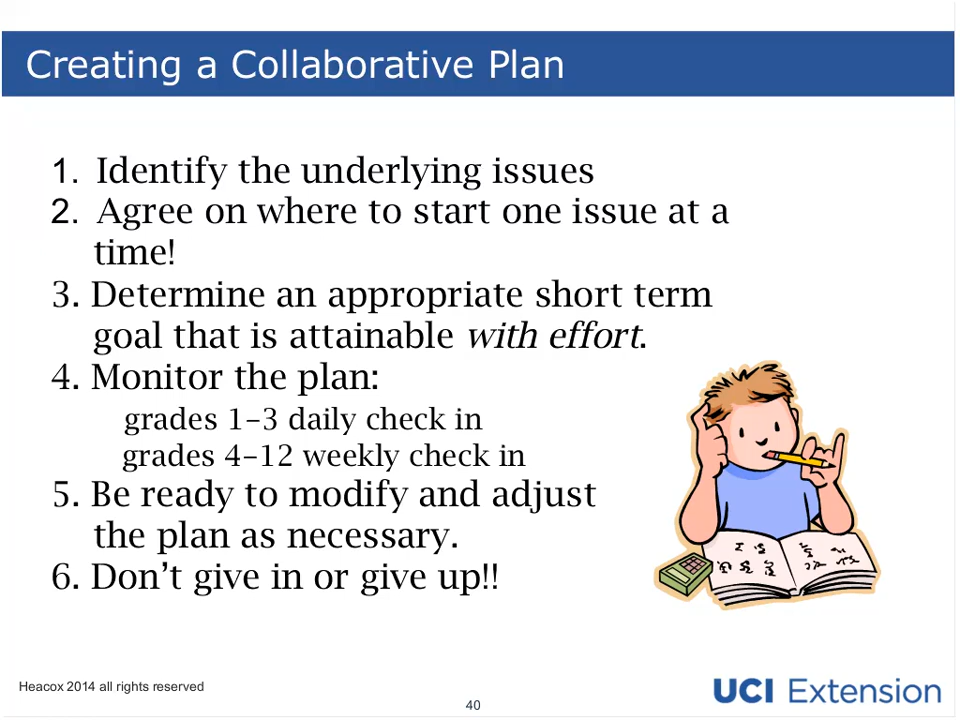 Creating a Collaborative Plan
1. Identify the underlying issues
2. Agree on where to start one issue at a
time!
3. Determine an appropriate short term
goal that is attainable with effort.
4. Monitor the plan:
grades 1–3 daily check in
grades 4–12 weekly check in
5. Be ready to modify and adjust
the plan as necessary.
6. Don’t give in or give up!!
Heacox 2014 all rights reserved
40
UCI Extension